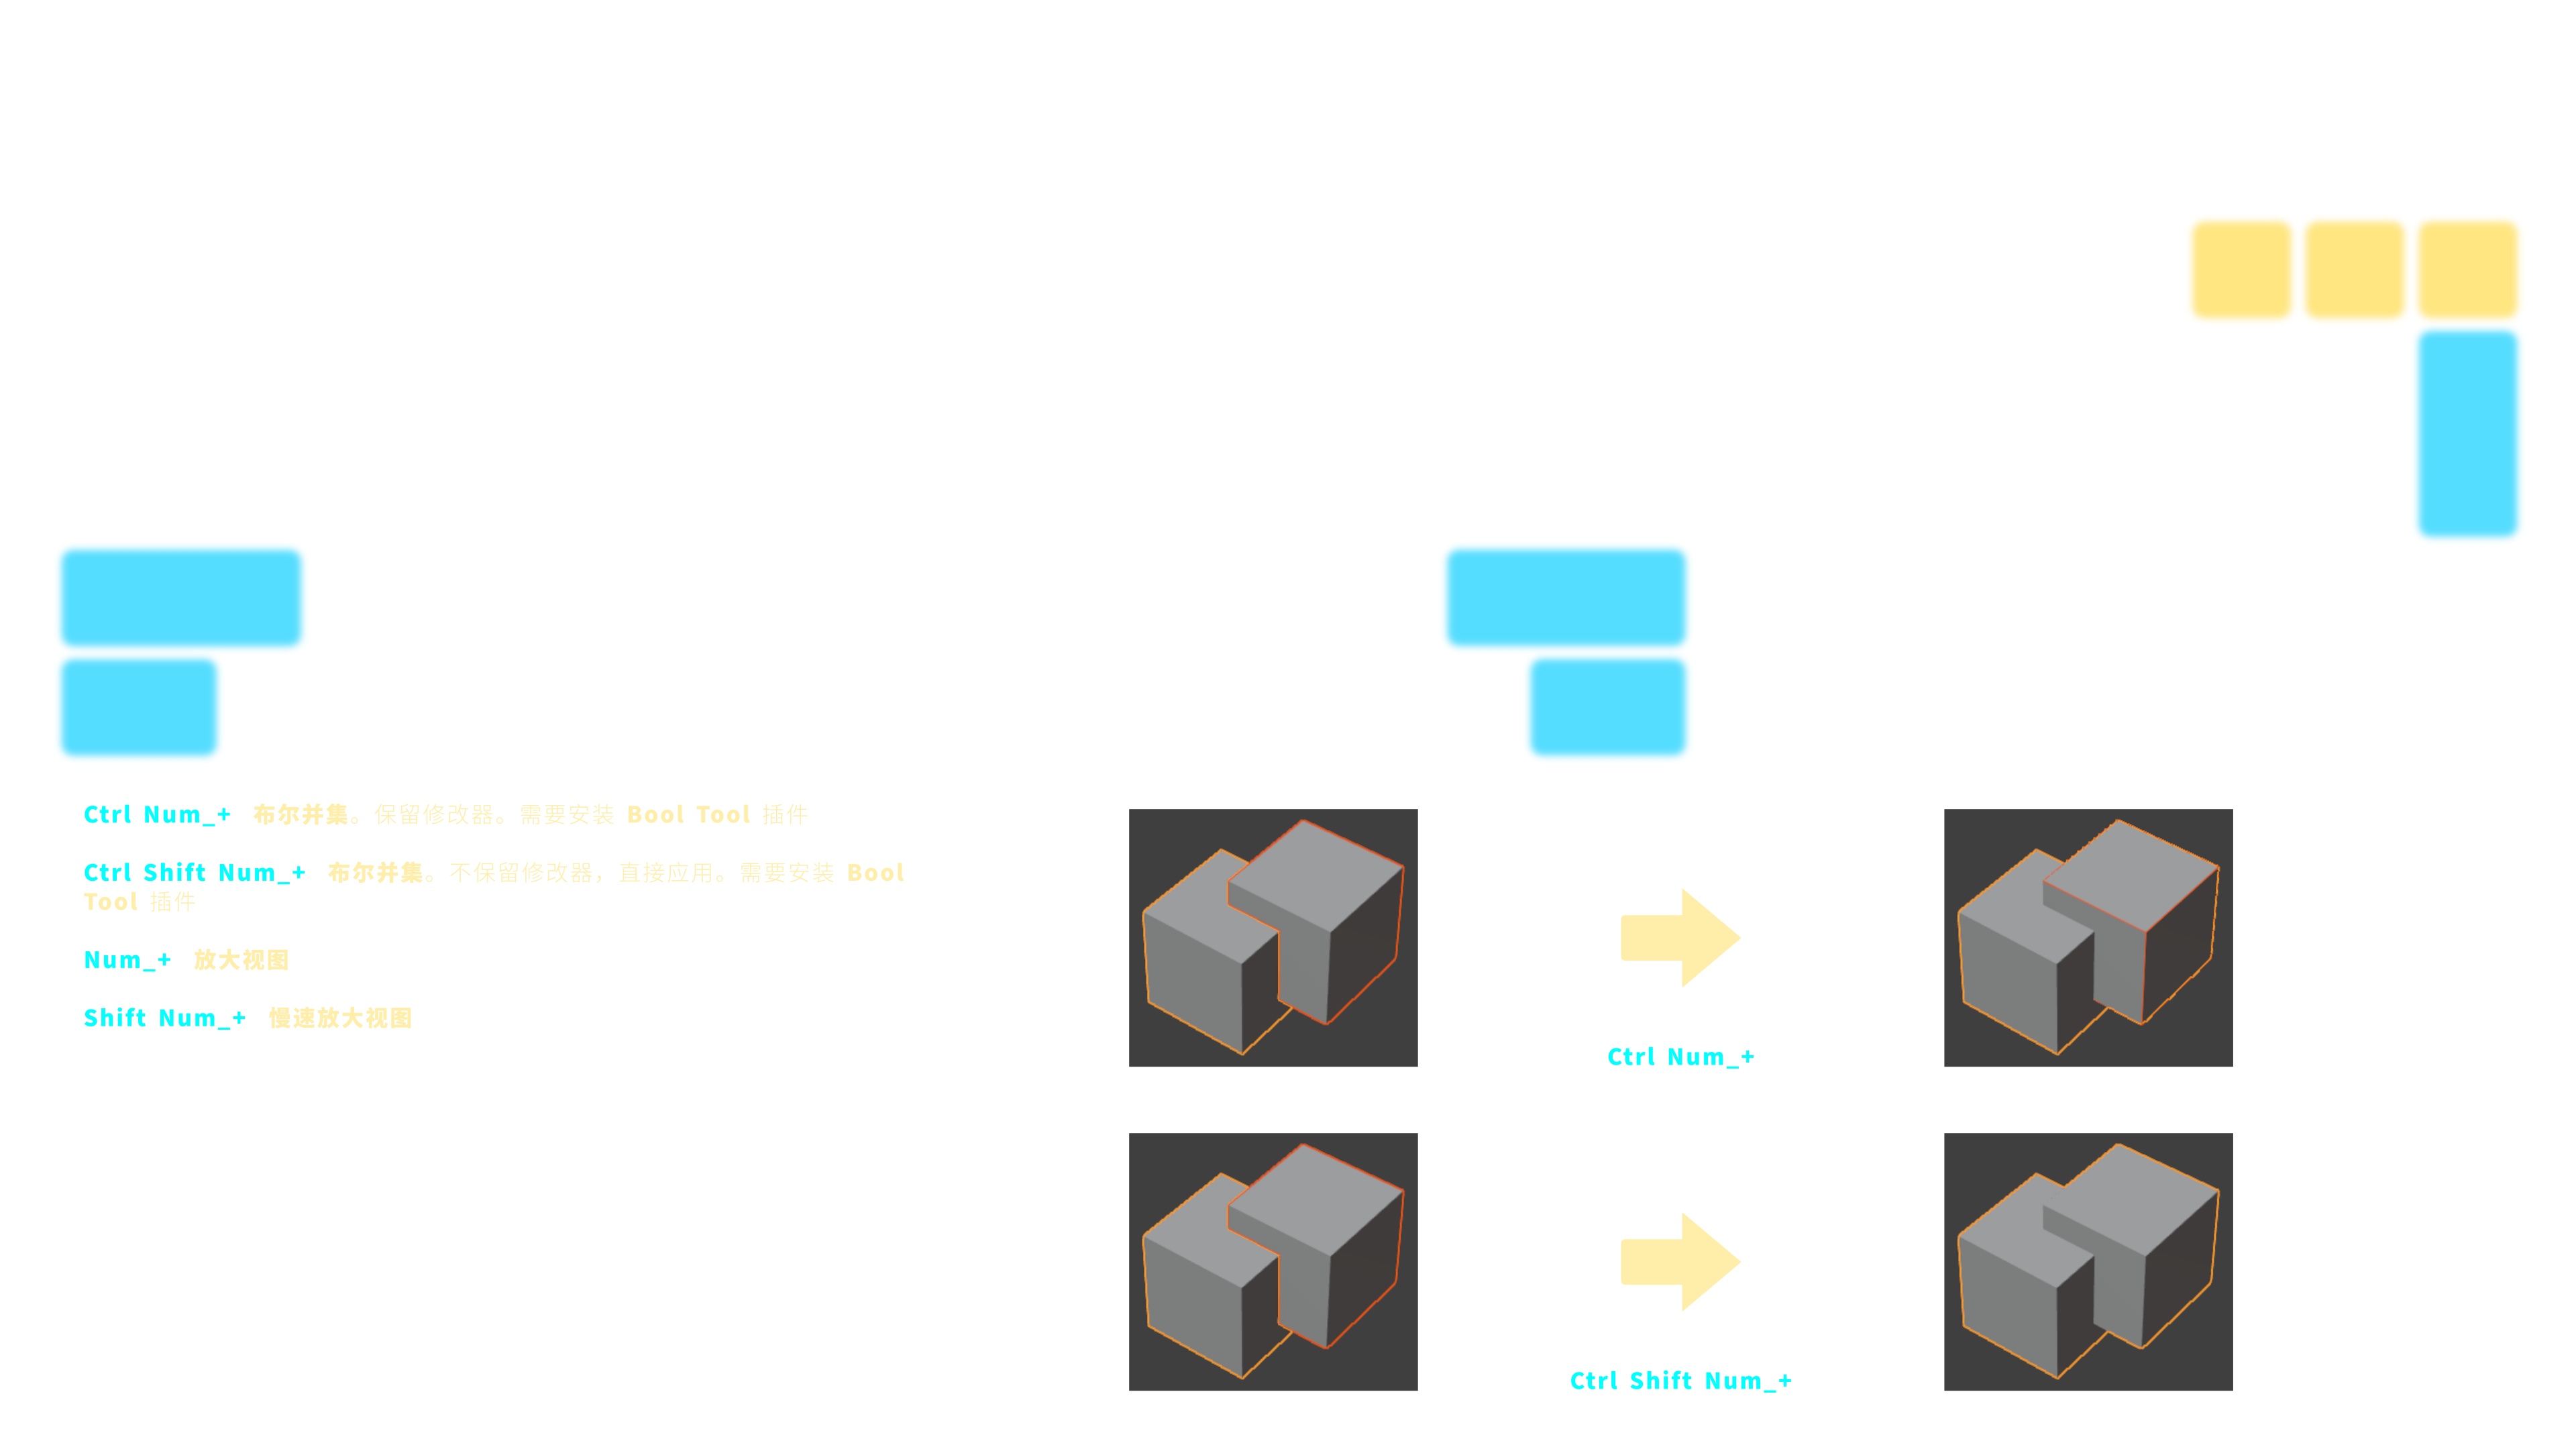 Ctrl Num_+ 布尔并集。保留修改器。需要安装 Bool Tool 插件
Ctrl Shift Num_+ 布尔并集。不保留修改器，直接应用。需要安装 Bool
Tool 插件
Num_+ 放大视图
Shift Num_+ 慢速放大视图
Ctrl Num_+
Ctrl Shift Num_+